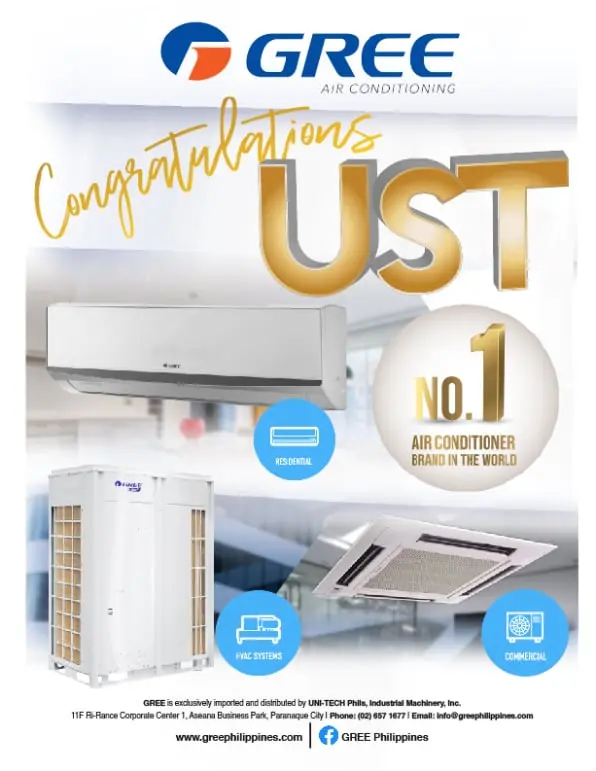 GREE
AIR CONDITIONING
Congratulations
UST
GREE
NO.1
AIR CONDITIONER
BRAND IN THE WORLD
RESIDENTIAL
GREE
HVAC SYSTEMS
COMMERCIAL
GREE is exclusively imported and distributed by UNI-TECH Phils, Industrial Machinery, Inc.
11F Ri-Rance Corporate Center 1, Aseana Business Park, Paranaque City | Phone: (02) 657 1677 | Email: info@greephilippines.com
www.greephilippines.com | GREE Philippines